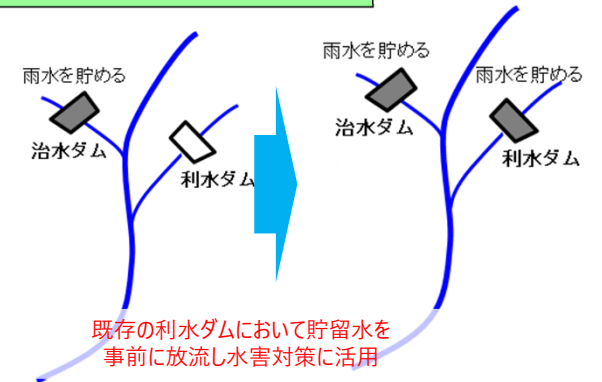 雨水を貯める
治水ダム
利水ダム
雨水を貯める
雨水を貯める
治水ダム
利水ダム
既存の利水ダムにおいて貯留水を
事前に放流し水害対策に活用